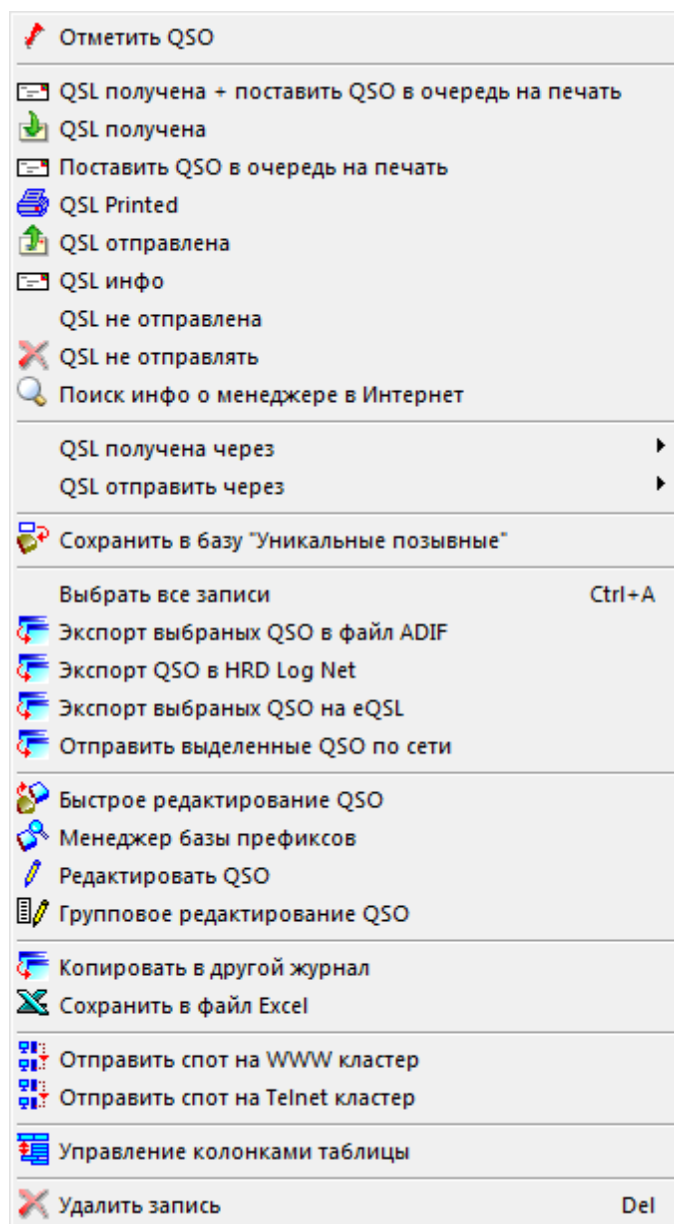 Отметить QSO
QSL получена + поставить QSO в очередь на печать
QSL получена
Поставить QSO в очередь на печать
QSL Printed
QSL отправлена
QSL инфо
QSL не отправлена
QSL не отправлять
Поиск инфо о менеджере в Интернет
QSL получена через
QSL отправить через
Сохранить в базу "Уникальные позывные"
Выбрать все записи Ctrl+A
Экспорт выбраных QSO в файл ADIF
Экспорт QSO в HRD Log Net
Экспорт выбраных QSO на eQSL
Отправить выделенные QSO по сети
Быстрое редактирование QSO
Менеджер базы префиксов
Редактировать QSO
Групповое редактирование QSO
Копировать в другой журнал
Сохранить в файл Excel
Отправить спот на WWW кластер
Отправить спот на Telnet кластер
Управление колонками таблицы
Удалить запись Del